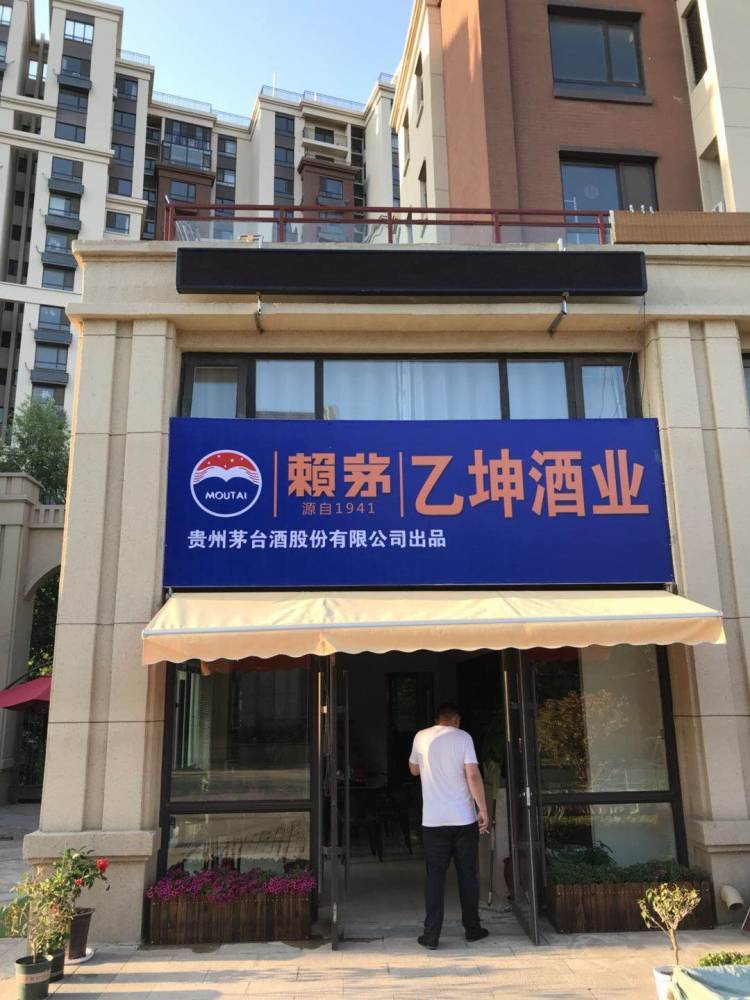 MOUTAI
賴茅
源自1941
乙坤酒业
贵州茅台酒股份有限公司出品